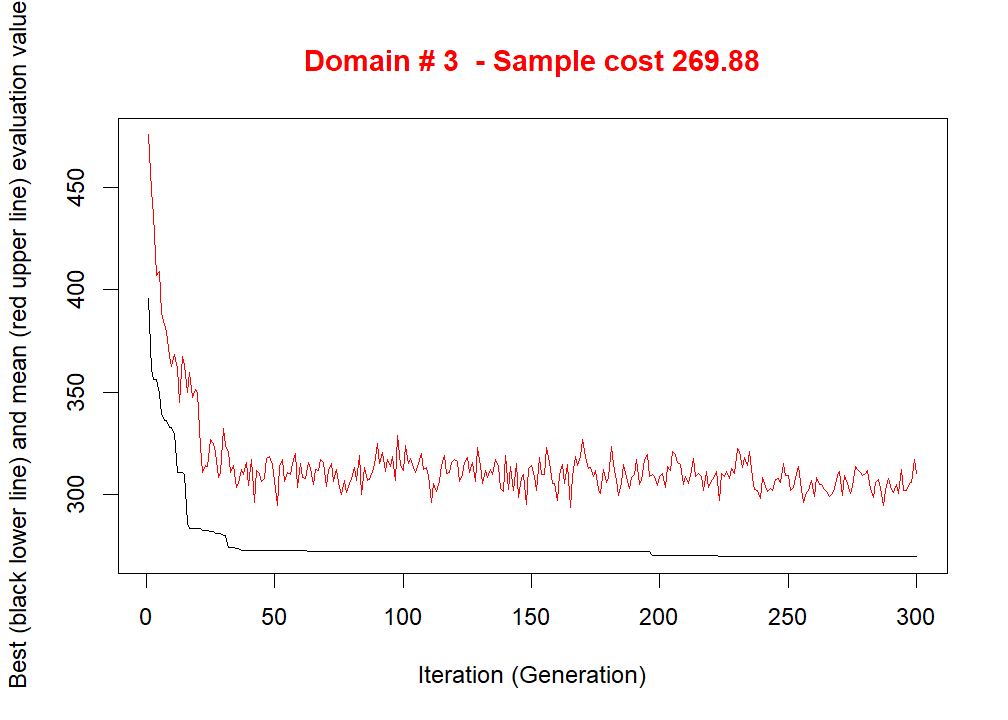 Domain # 3  - Sample cost 269.88
Best (black lower line) and mean (red upper line) evaluation value
450
400
350
300
0 50 100 150 200 250 300
Iteration (Generation)